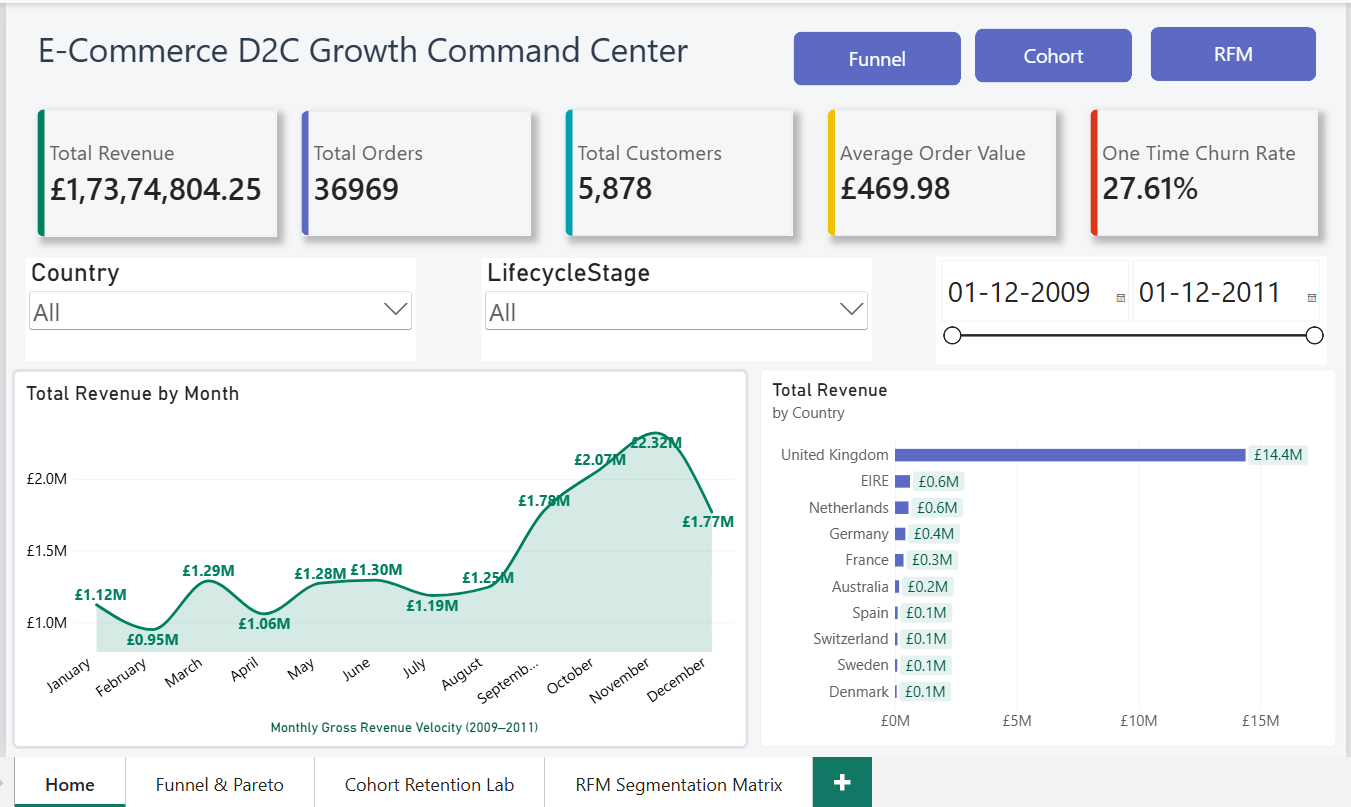 E-Commerce D2C Growth Command Center
Funnel
Cohort
RFM
Total Revenue
£1,73,74,804.25
Total Orders
36969
Total Customers
5,878
Average Order Value
£469.98
One Time Churn Rate
27.61%
Country
All
LifecycleStage
All
01-12-2009
01-12-2011
Total Revenue by Month
£2.0M
£1.5M
£1.0M
£1.12M
£0.95M
£1.29M
£1.06M
£1.28M
£1.30M
£1.19M
£1.25M
£1.78M
£2.07M
£2.32M
£1.77M
January
February
March
April
May
June
July
August
Septemb...
October
November
December
Monthly Gross Revenue Velocity (2009–2011)
Total Revenue
by Country
United Kingdom £14.4M
EIRE £0.6M
Netherlands £0.6M
Germany £0.4M
France £0.3M
Australia £0.2M
Spain £0.1M
Switzerland £0.1M
Sweden £0.1M
Denmark £0.1M
£0M £5M £10M £15M
Home
Funnel & Pareto
Cohort Retention Lab
RFM Segmentation Matrix
+